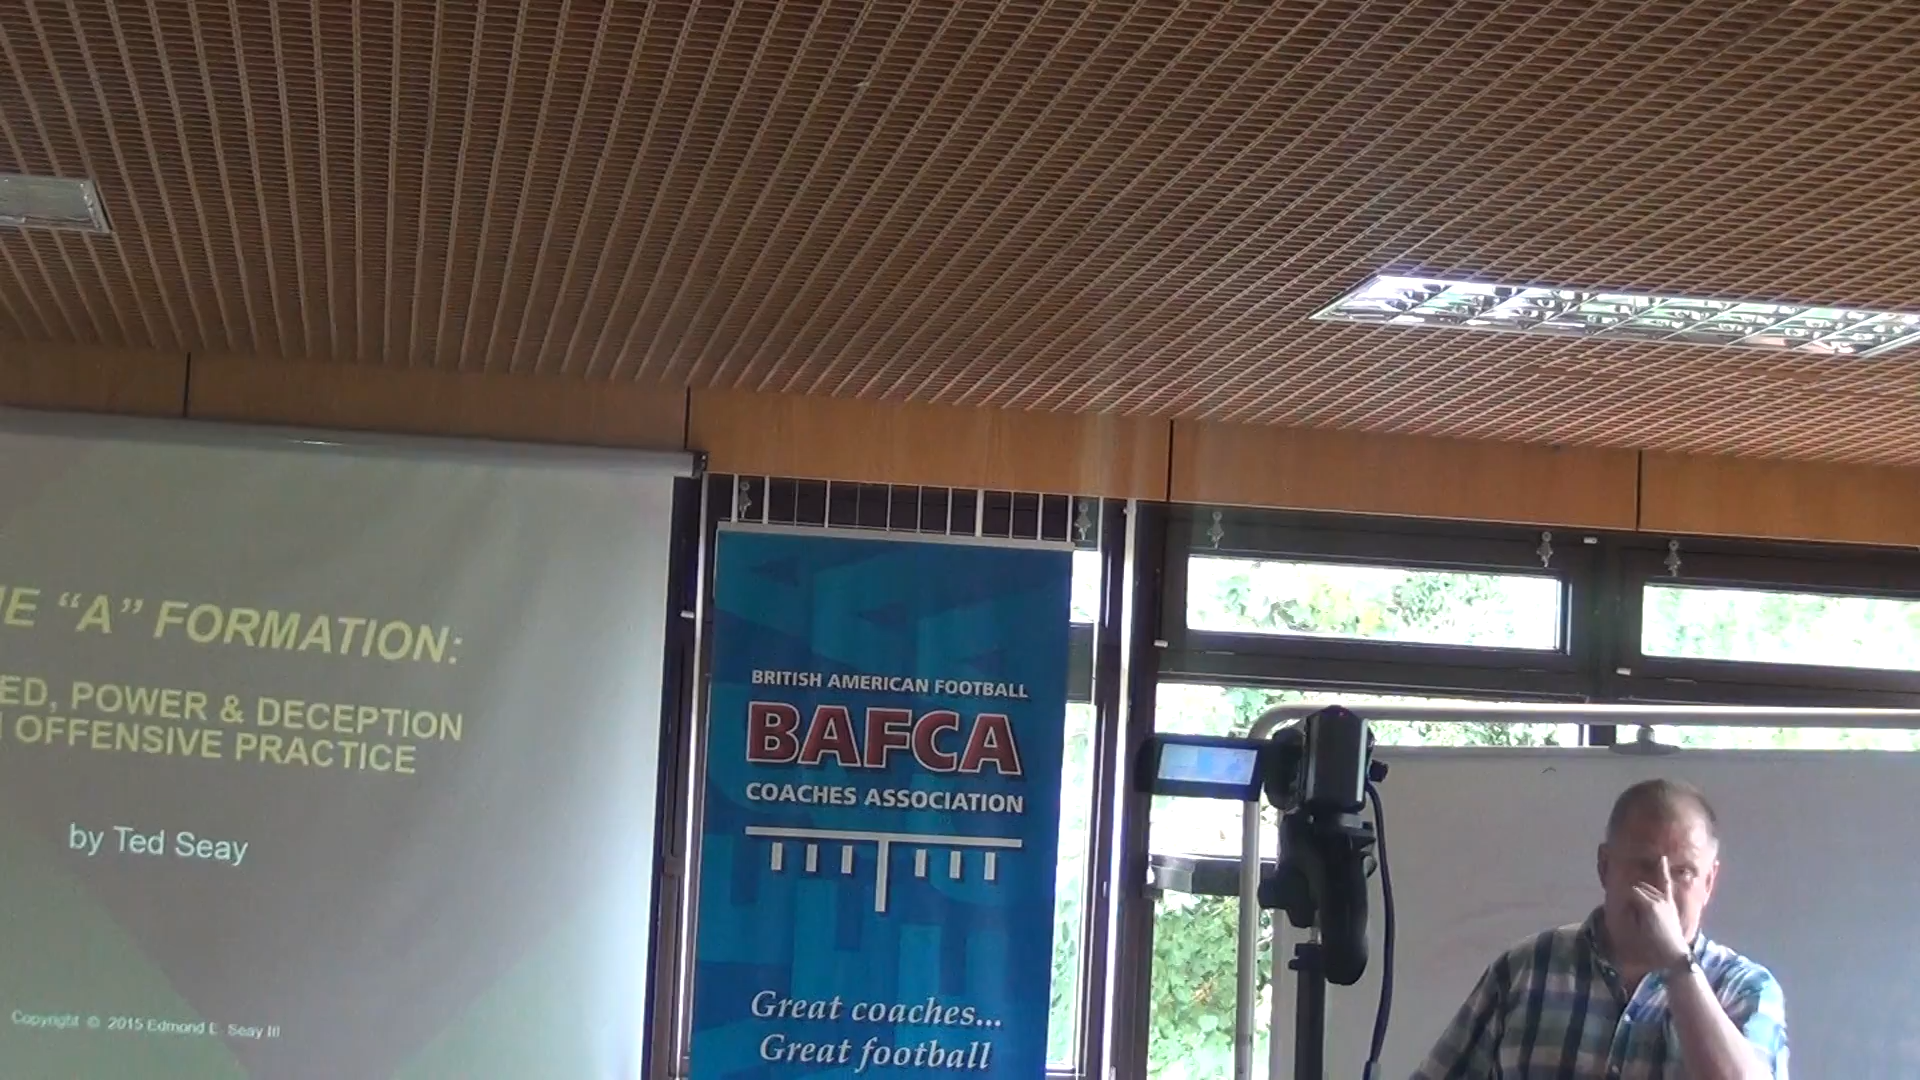 "A" FORMATION:
POWER & DECEPTION
OFFENSIVE PRACTICE
by Ted Seay
Copyright © 2015 Edmond E. Seay III
BRITISH AMERICAN FOOTBALL
BAFCA
COACHES ASSOCIATION
Great coaches...
Great football